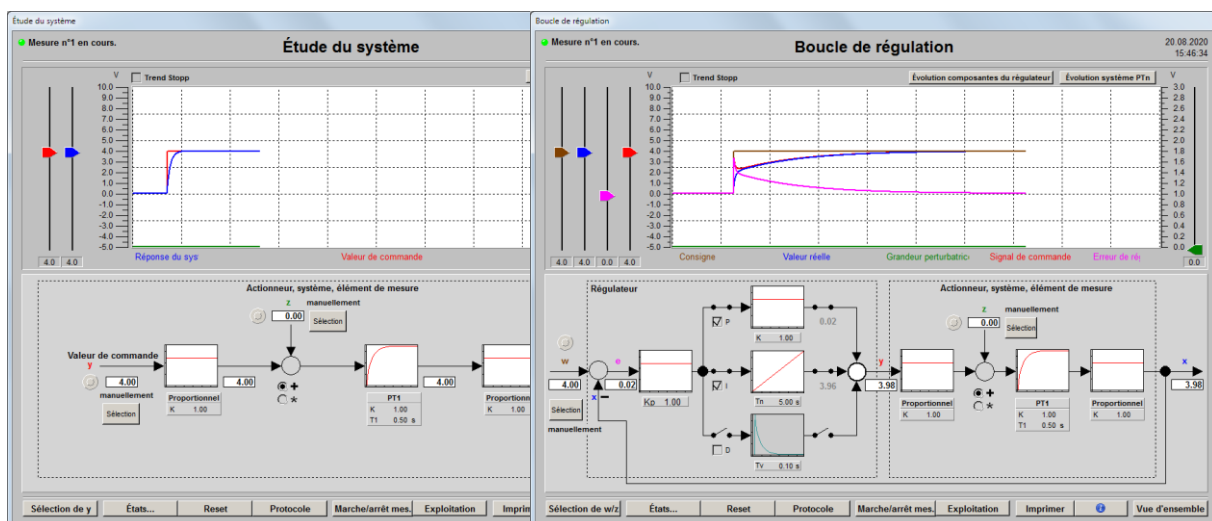 Étude du système
Mesure n°1 en cours.
Étude du système
V
Trend Stopp
10.0
9.0
8.0
7.0
6.0
5.0
4.0
3.0
2.0
1.0
0.0
-1.0
-2.0
-3.0
-4.0
-5.0
4.0 4.0
Réponse du sys
Valeur de commande
Actionneur, système, élément de mesure
z manuellement
0.00
Sélection
Valeur de commande
y
4.00
manuellement
Sélection
Proportionnel
K 1.00
4.00
+
*
PT1
K 1.00
T1 0.50 s
4.00
Proportionn
K 1.00
Sélection de y
États...
Reset
Protocole
Marche/arrêt mes.
Exploitation
Imprim
Boucle de régulation
Mesure n°1 en cours.
Boucle de régulation
20.08.2020
15:46:34
V
Trend Stopp
Évolution composantes du régulateur
Évolution système PTn
V
10.0
9.0
8.0
7.0
6.0
5.0
4.0
3.0
2.0
1.0
0.0
-1.0
-2.0
-3.0
-4.0
-5.0
3.0
2.8
2.6
2.4
2.2
2.0
1.8
1.6
1.4
1.2
1.0
0.8
0.6
0.4
0.2
0.0
4.0 4.0 0.0 4.0
Consigne
Valeur réelle
Grandeur perturbatric
Signal de commande
Erreur de ré
0.0
Régulateur
w
4.00
Sélection
manuellement
e
0.02
x
Kp 1.00
P
K 1.00
0.02
I
Tn 5.00 s
3.96
D
Tv 0.10 s
y
3.98
Actionneur, système, élément de mesure
z manuellement
0.00
Sélection
Proportionnel
K 1.00
+
*
PT1
K 1.00
T1 0.50 s
Proportionnel
K 1.00
x
3.98
Sélection de w/z
États...
Reset
Protocole
Marche/arrêt mes.
Exploitation
Imprimer
Vue d'ensemble